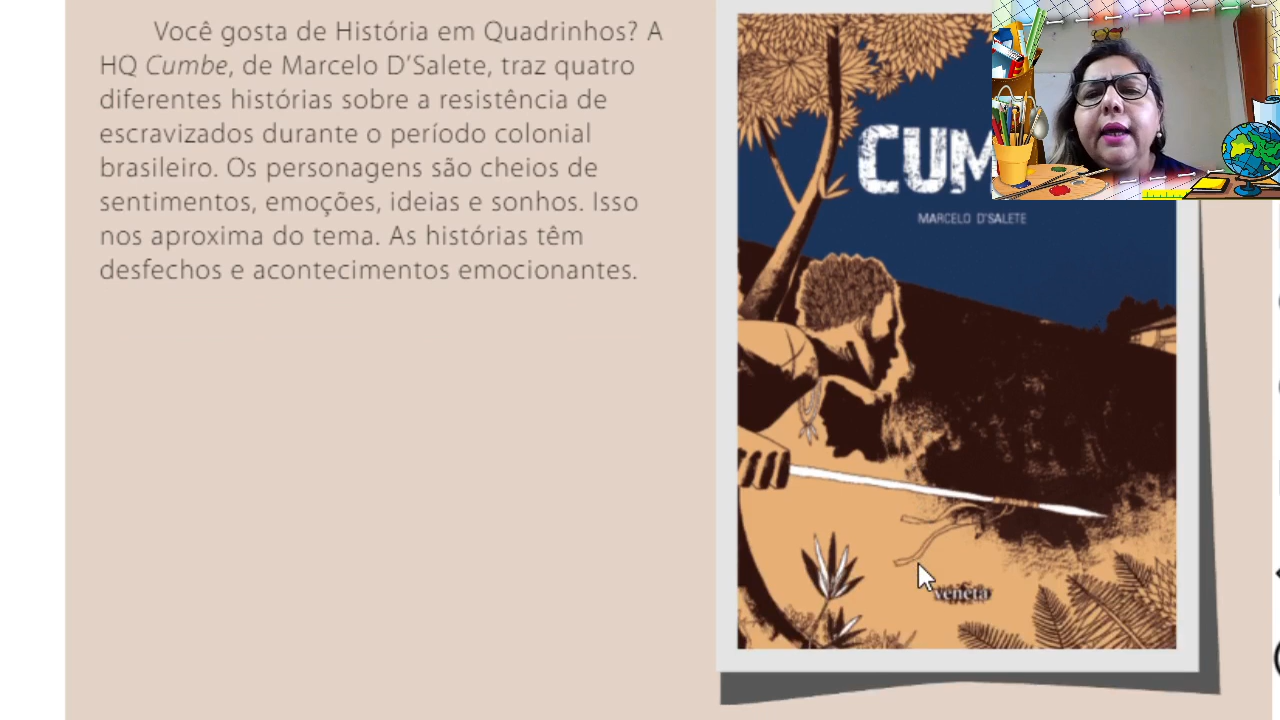 Você gosta de História em Quadrinhos? A
HQ Cumbe, de Marcelo D'Salete, traz quatro
diferentes histórias sobre a resistência de
escravizados durante o período colonial
brasileiro. Os personagens são cheios de
sentimentos, emoções, ideias e sonhos. Isso
nos aproxima do tema. As histórias têm
desfechos e acontecimentos emocionantes.
CUM
MARCELO D'SALETE
veneta